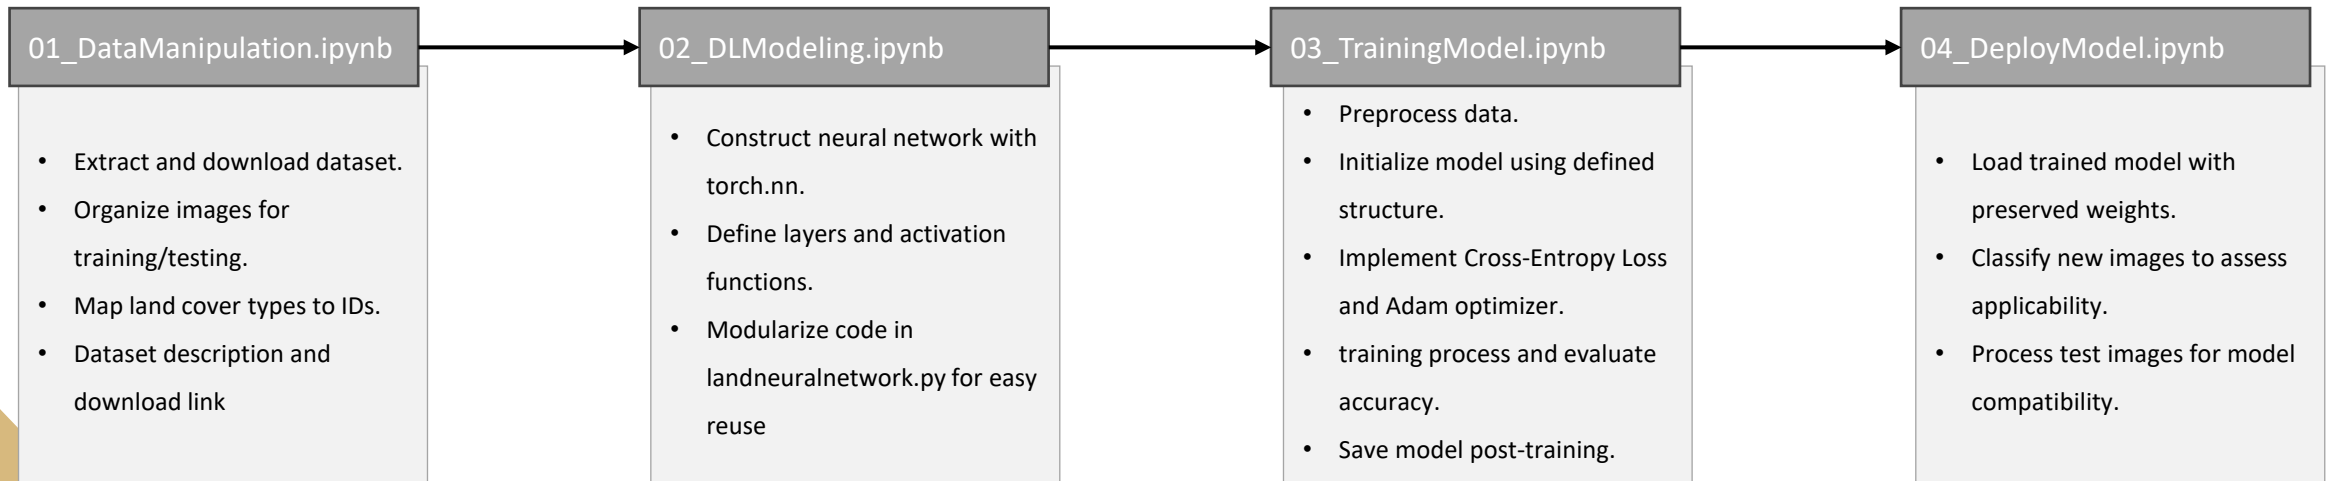 01_DataManipulation.ipynb
• Extract and download dataset.
• Organize images for
training/testing.
• Map land cover types to IDs.
• Dataset description and
download link
02_DLModeling.ipynb
• Construct neural network with
torch.nn.
• Define layers and activation
functions.
• Modularize code in
landneuralnetwork.py for easy
reuse
03_TrainingModel.ipynb
• Preprocess data.
• Initialize model using defined
structure.
• Implement Cross-Entropy Loss
and Adam optimizer.
• training process and evaluate
accuracy.
• Save model post-training.
04_DeployModel.ipynb
• Load trained model with
preserved weights.
• Classify new images to assess
applicability.
• Process test images for model
compatibility.